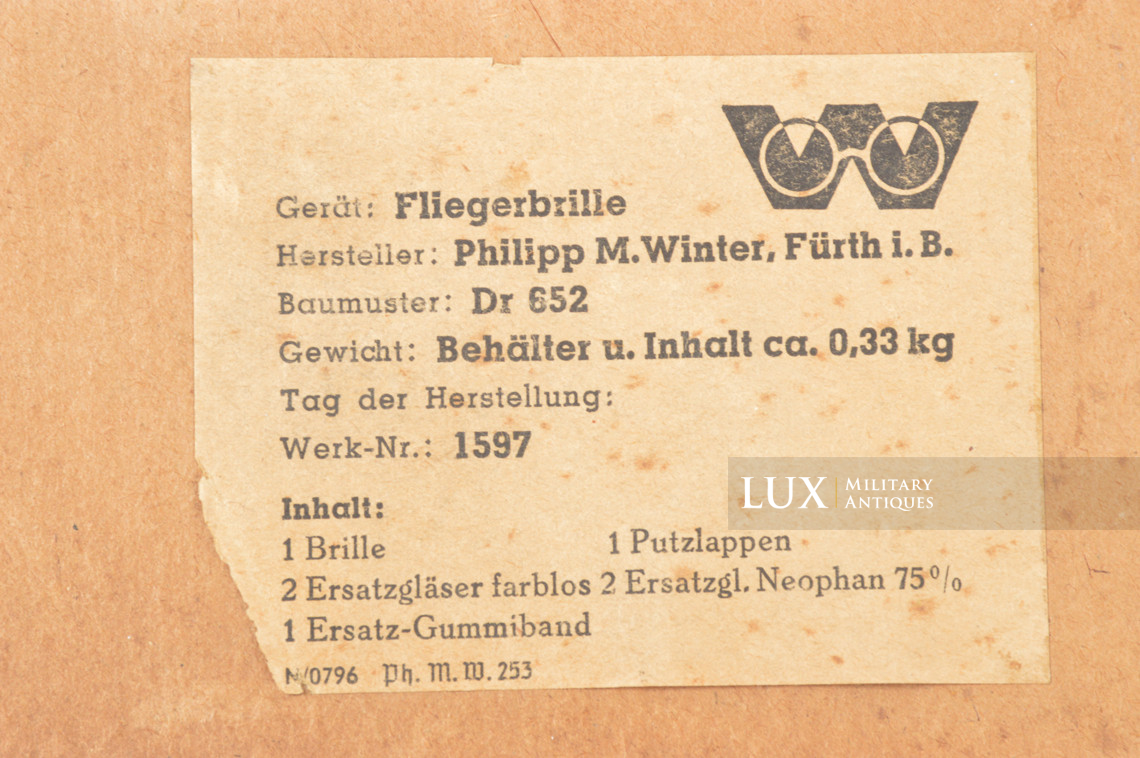 Gerät: Fliegerbrille
Hersteller: Philipp M. Winter, Fürth i. B.
Baumuster: Dr 652
Gewicht: Behälter u. Inhalt ca. 0,33 kg
Tag der Herstellung:
Werk-Nr.: 1597
LUX MILITARY ANTIQUES
Inhalt:
1 Brille 1 Putzlappen
2 Ersatzgläser farblos 2 Ersatzgl. Neophan 75%
1 Ersatz-Gummiband
N/0796 Ph. M. W. 253